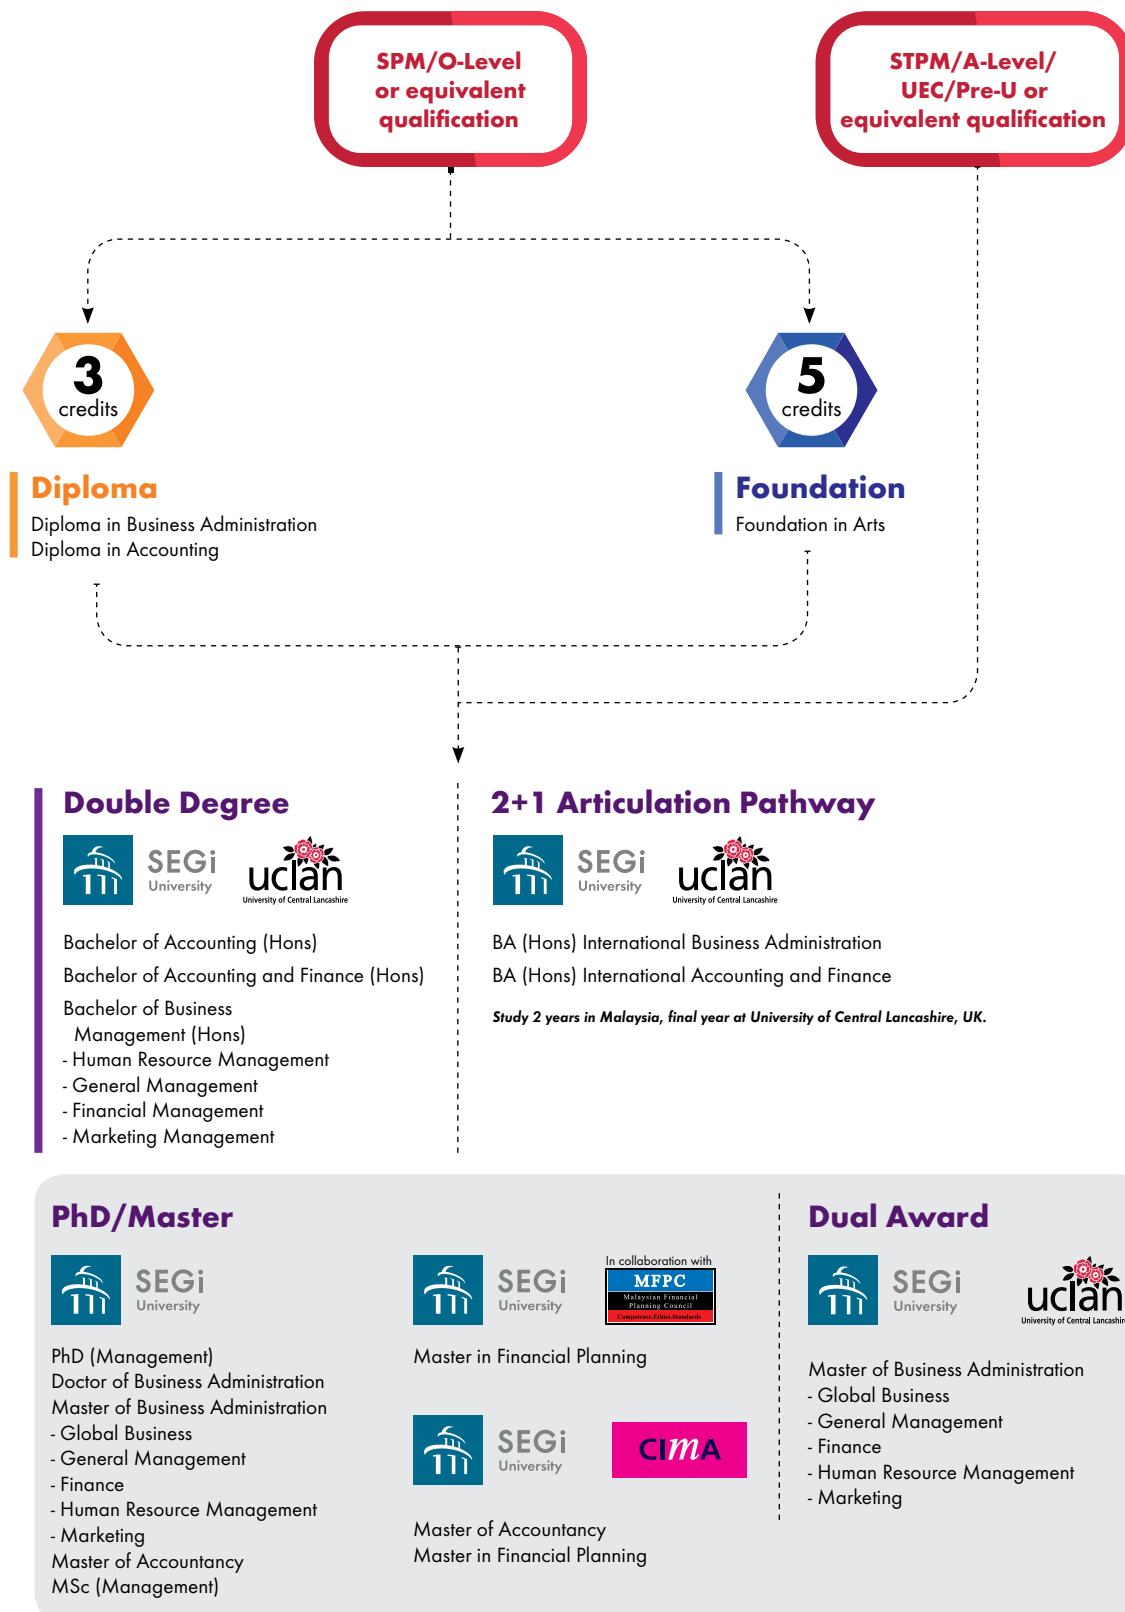 SPM/O-Level
or equivalent
qualification
STPM/A-Level/
UEC/Pre-U or
equivalent qualification
3
credits
5
credits
Diploma
Diploma in Business Administration
Diploma in Accounting
Foundation
Foundation in Arts
Double Degree
SEGi
University
uclan
University of Central Lancashire
Bachelor of Accounting (Hons)
Bachelor of Accounting and Finance (Hons)
Bachelor of Business
Management (Hons)
- Human Resource Management
- General Management
- Financial Management
- Marketing Management
2+1 Articulation Pathway
SEGi
University
uclan
University of Central Lancashire
BA (Hons) International Business Administration
BA (Hons) International Accounting and Finance
Study 2 years in Malaysia, final year at University of Central Lancashire, UK.
PhD/Master
SEGi
University
PhD (Management)
Doctor of Business Administration
Master of Business Administration
- Global Business
- General Management
- Finance
- Human Resource Management
- Marketing
Master of Accountancy
MSc (Management)
SEGi
University
In collaboration with
MFPC
Malaysian Financial
Planning Council
Competence.Ethics.Standards
Master in Financial Planning
SEGi
University
CIMA
Master of Accountancy
Master in Financial Planning
Dual Award
SEGi
University
uclan
University of Central Lancashire
Master of Business Administration
- Global Business
- General Management
- Finance
- Human Resource Management
- Marketing